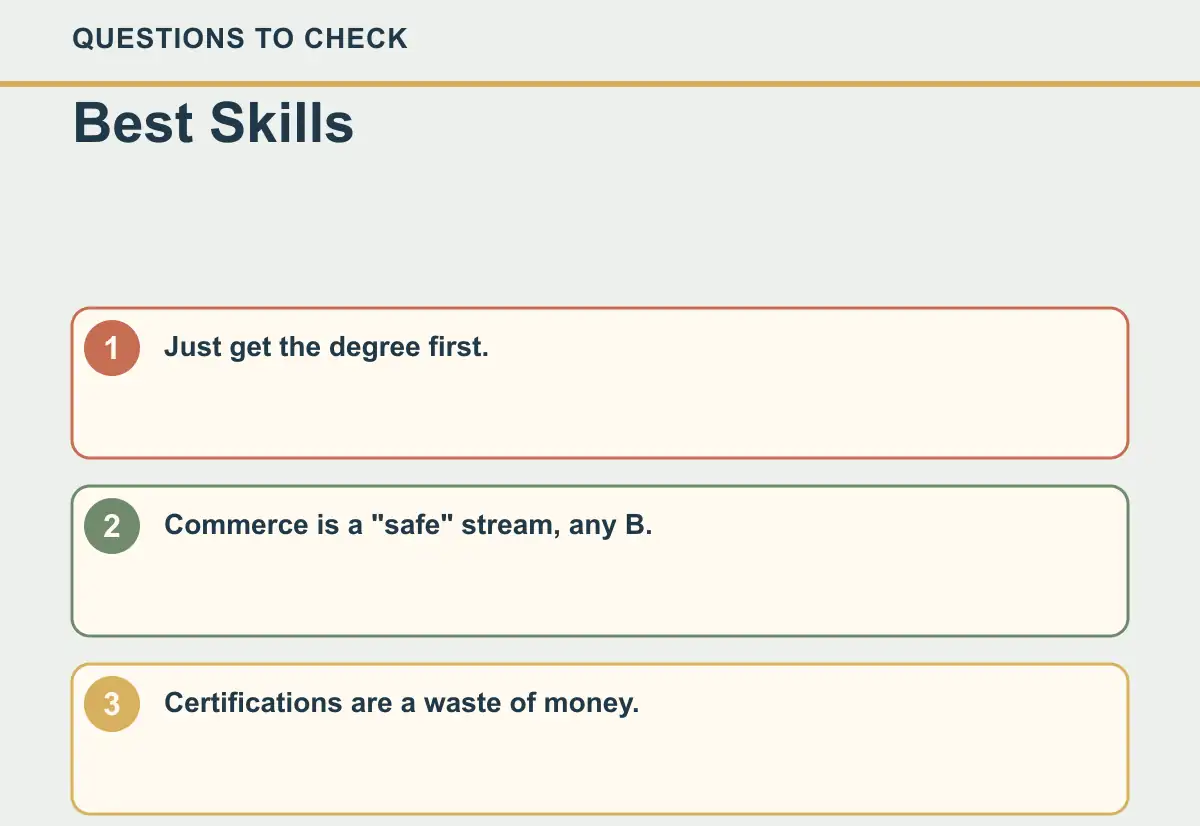 QUESTIONS TO CHECK
Best Skills
1
Just get the degree first.
2
Commerce is a "safe" stream, any B.
3
Certifications are a waste of money.